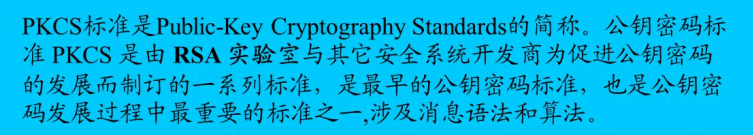 PKCS标准是Public-Key Cryptography Standards的简称。公钥密码标
准 PKCS 是由 RSA 实验室与其它安全系统开发商为促进公钥密码
的发展而制订的一系列标准，是最早的公钥密码标准，也是公钥密
码发展过程中最重要的标准之一,涉及消息语法和算法。